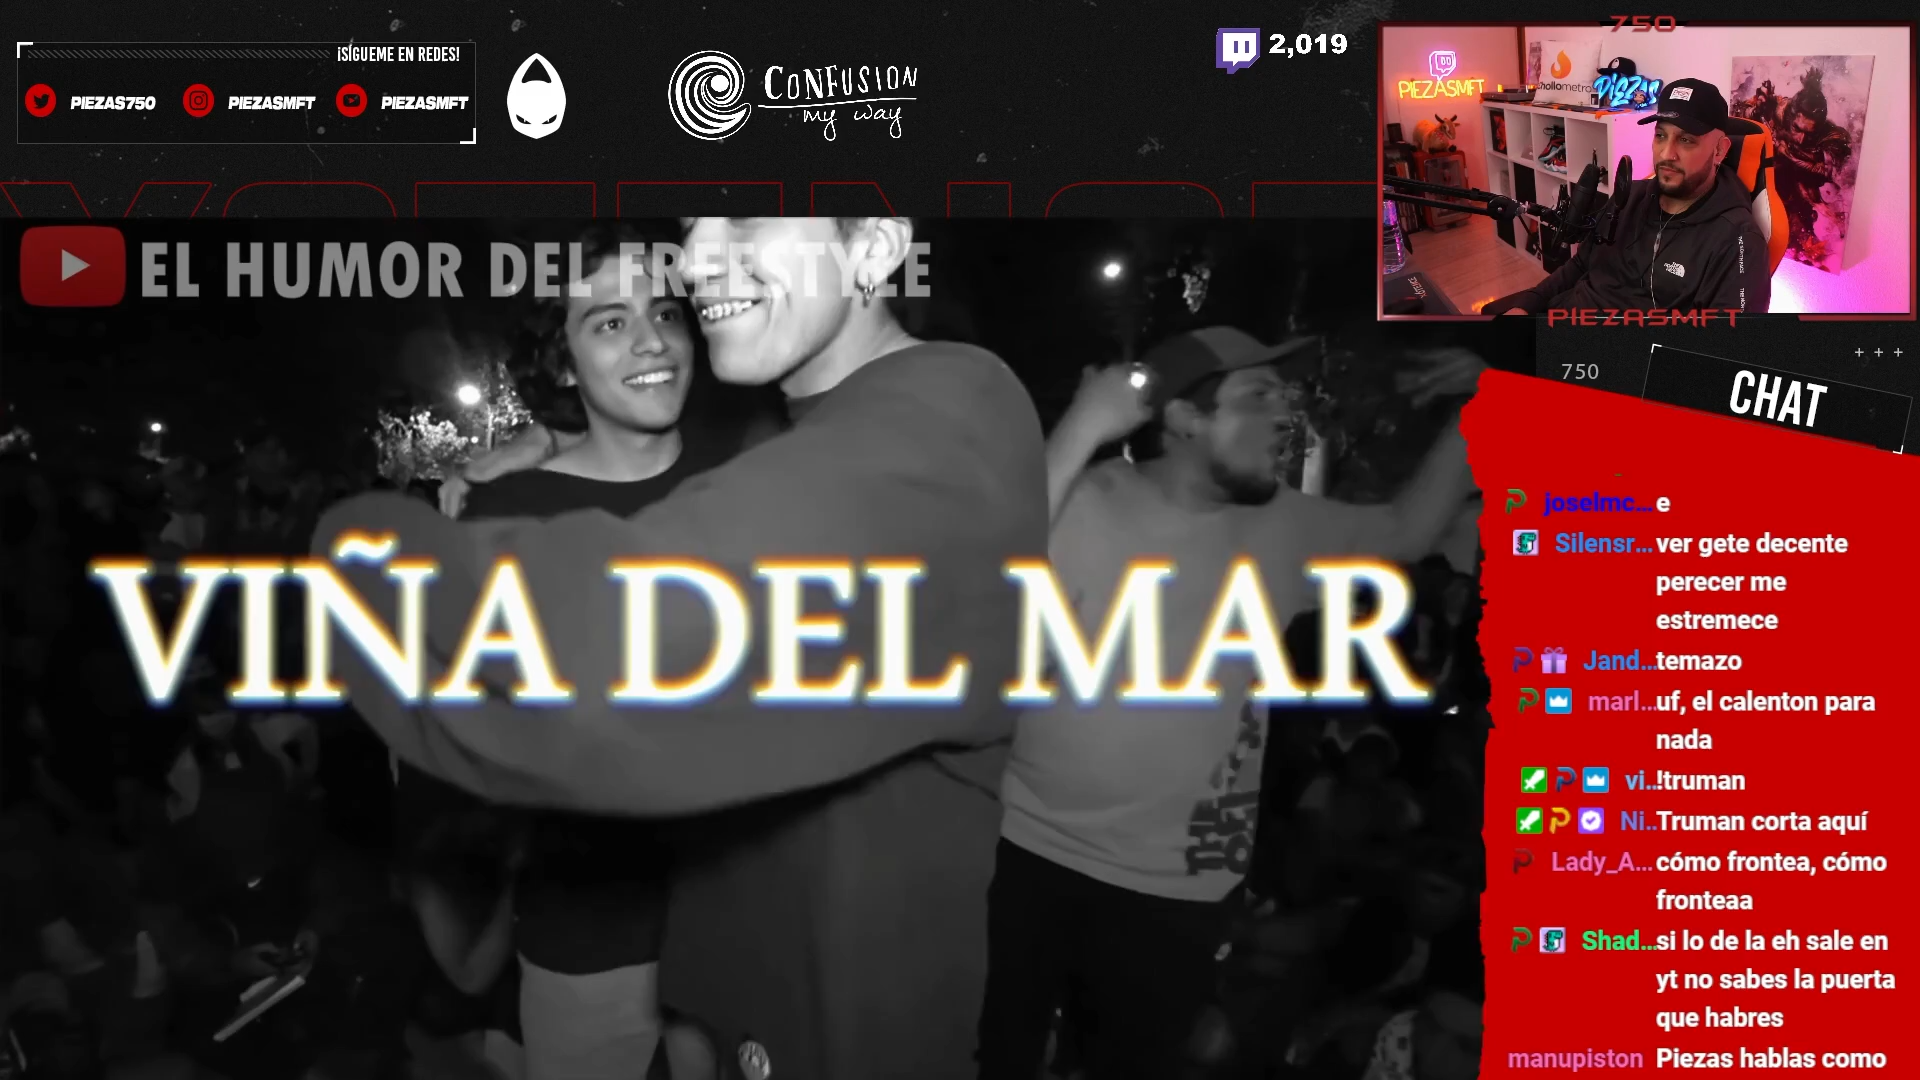 ¡SÍGUEME EN REDES!
PIEZAS750
PIEZASMFT
PIEZASMFT
CONFUSION
my way
2,019
750
PIEZASMFT
chollometro
PIEZAS
PIEZASMFT
EL HUMOR DEL FREESTYLE
VIÑA DEL MAR
750
+ + +
CHAT
joselmc... e
Silensr... ver gete decente
perecer me
estremece
Jand... temazo
marl... uf, el calenton para
nada
vi.. !truman
Ni.. Truman corta aquí
Lady_A... cómo frontea, cómo
fronteaa
Shad... si lo de la eh sale en
yt no sabes la puerta
que habres
manupiston Piezas hablas como